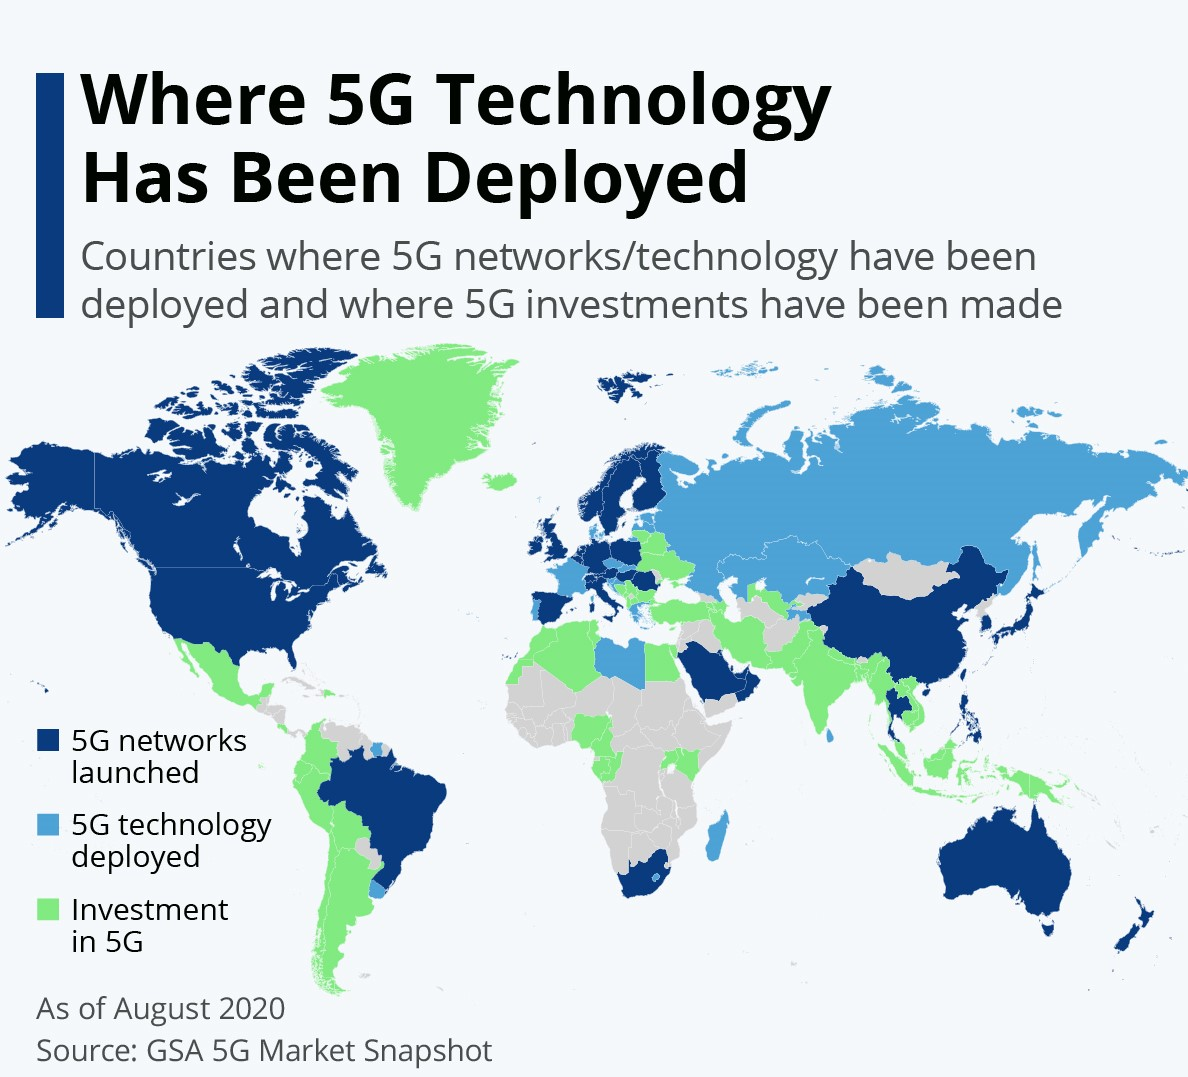 Where 5G Technology
Has Been Deployed
Countries where 5G networks/technology have been
deployed and where 5G investments have been made
5G networks
launched
5G technology
deployed
Investment
in 5G
As of August 2020
Source: GSA 5G Market Snapshot